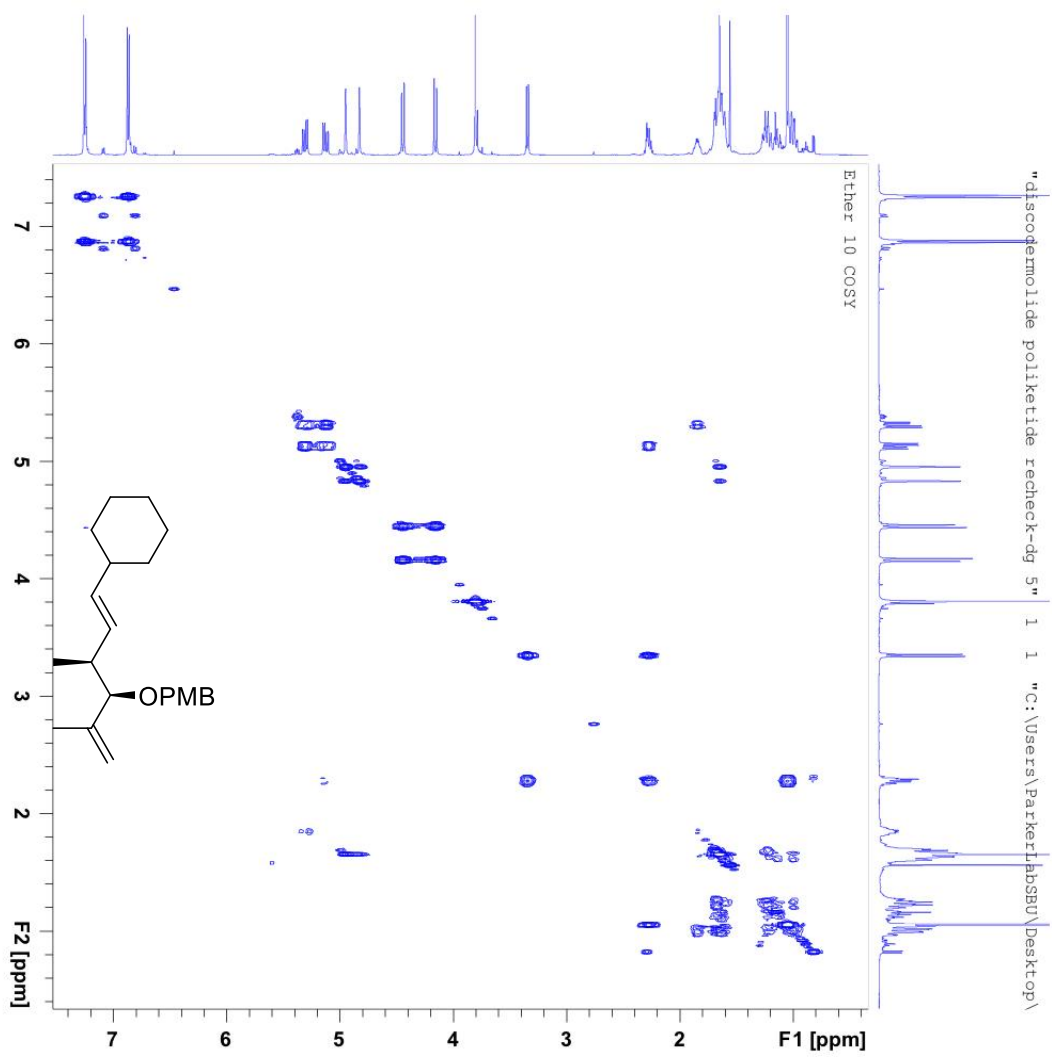 "discodermolide poliketide recheck-dg 5" 1 1 "C:\Users\ParkerLabSBU\Desktop\
Ether 10 COSY
7
6
5
4
3
2
F2 [ppm]
OPMB
7
6
5
4
3
2
F1 [ppm]